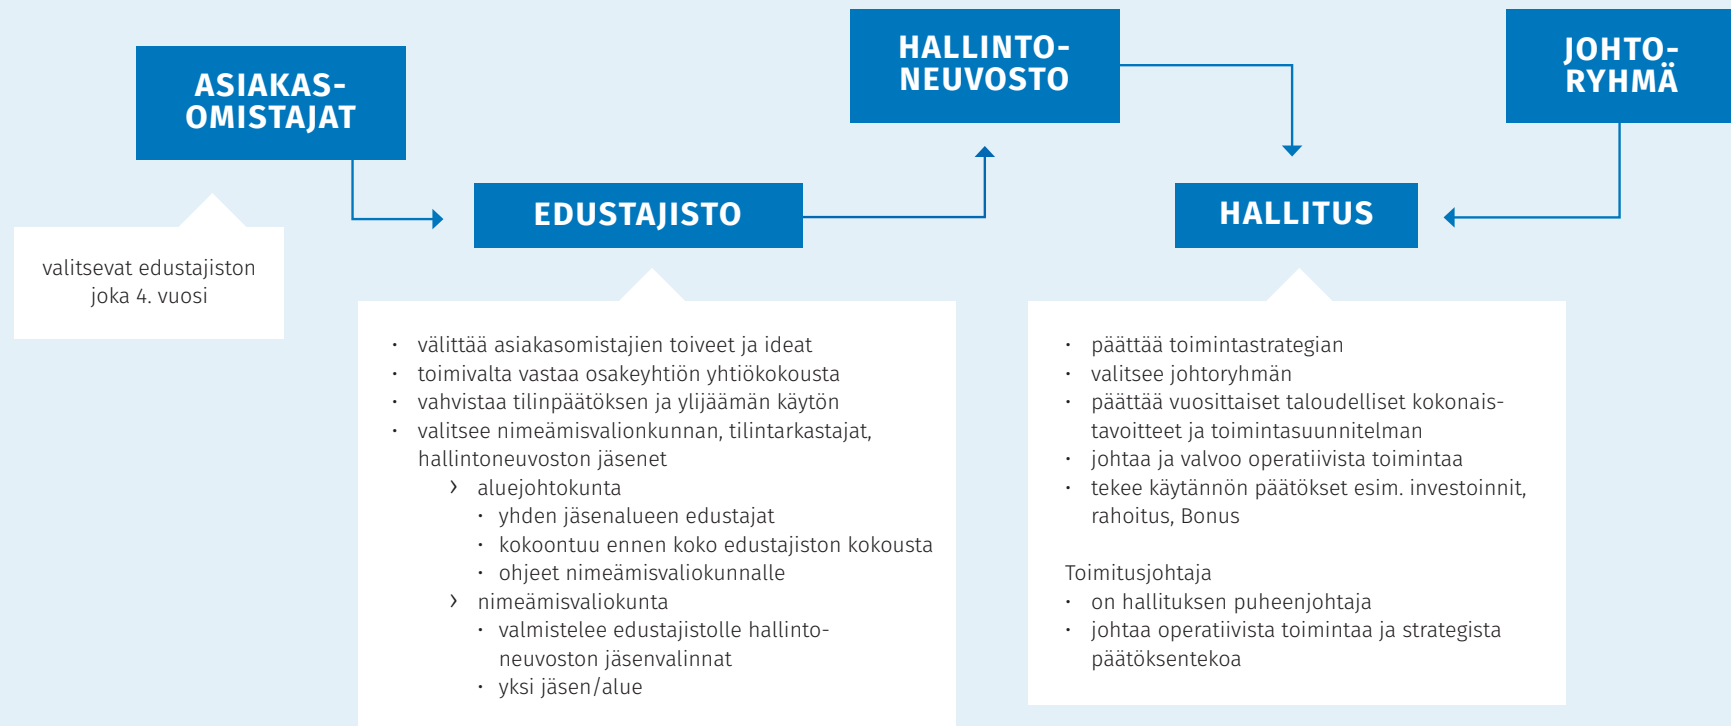 ASIAKAS-
OMISTAJAT
valitsevat edustajiston
joka 4. vuosi
EDUSTAJISTO
• välittää asiakasomistajien toiveet ja ideat
• toimivalta vastaa osakeyhtiön yhtiökokousta
• vahvistaa tilinpäätöksen ja ylijäämän käytön
• valitsee nimeämisvalionkunnan, tilintarkastajat,
hallintoneuvoston jäsenet
› aluejohtokunta
• yhden jäsenalueen edustajat
• kokoontuu ennen koko edustajiston kokousta
• ohjeet nimeämisvaliokunnalle
› nimeämisvaliokunta
• valmistelee edustajistolle hallinto-
neuvoston jäsenvalinnat
• yksi jäsen/alue
HALLINTO-
NEUVOSTO
HALLITUS
• päättää toimintastrategian
• valitsee johtoryhmän
• päättää vuosittaiset taloudelliset kokonais-
tavoitteet ja toimintasuunnitelman
• johtaa ja valvoo operatiivista toimintaa
• tekee käytännön päätökset esim. investoinnit,
rahoitus, Bonus
Toimitusjohtaja
• on hallituksen puheenjohtaja
• johtaa operatiivista toimintaa ja strategista
päätöksentekoa
JOHTO-
RYHMÄ